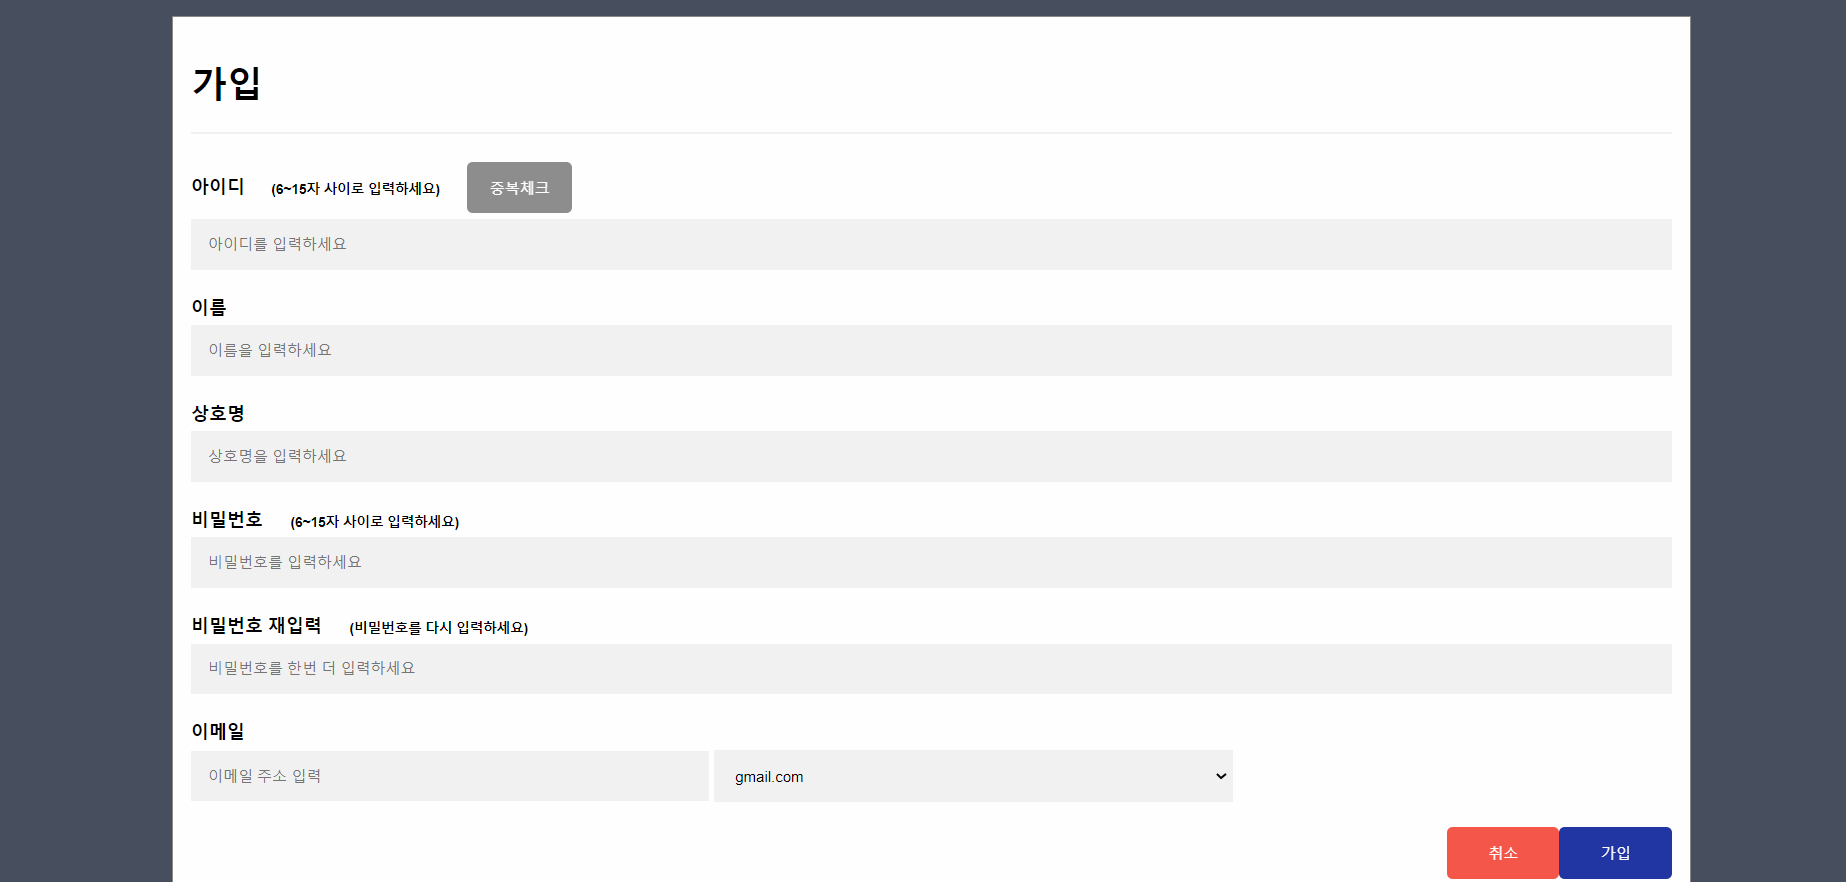 가입
아이디 (6~15자 사이로 입력하세요) 중복체크
아이디를 입력하세요
이름
이름을 입력하세요
상호명
상호명을 입력하세요
비밀번호 (6~15자 사이로 입력하세요)
비밀번호를 입력하세요
비밀번호 재입력 (비밀번호를 다시 입력하세요)
비밀번호를 한번 더 입력하세요
이메일
이메일 주소 입력 gmail.com
취소 가입